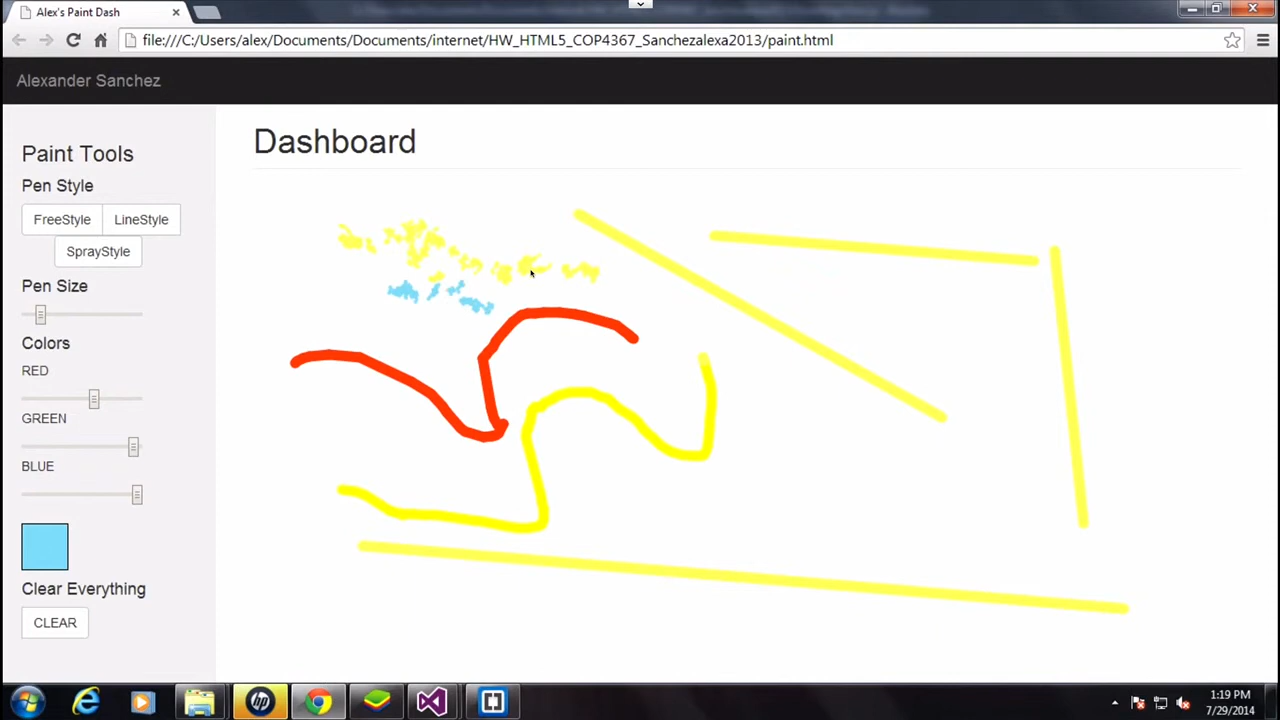 Alex's Paint Dash
file:///C:/Users/alex/Documents/Documents/internet/HW_HTML5_COP4367_Sanchezalexa2013/paint.html
Alexander Sanchez
Dashboard
Paint Tools
Pen Style
FreeStyle LineStyle
SprayStyle
Pen Size
Colors
RED
GREEN
BLUE
Clear Everything
CLEAR
hp
1:19 PM
7/29/2014